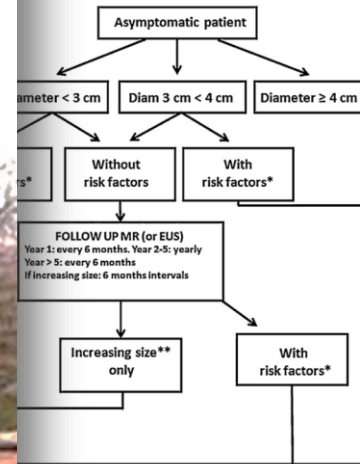 Asymptomatic patient
ameter < 3 cm
Diam 3 cm < 4 cm
Diameter ≥ 4 cm
rs*
Without
risk factors
With
risk factors*
FOLLOW UP MR (or EUS)
Year 1: every 6 months. Year 2-5: yearly
Year > 5: every 6 months
If increasing size: 6 months intervals
Increasing size**
only
With
risk factors*